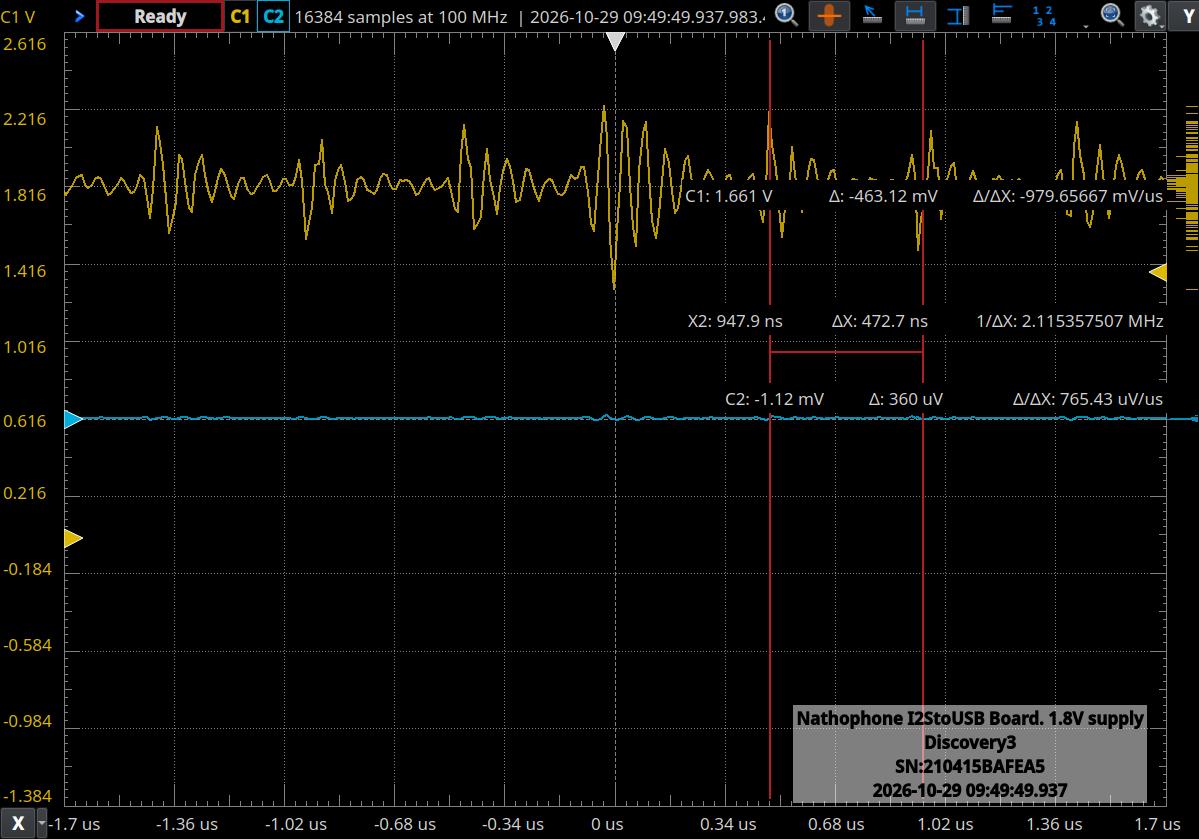 C1 V
Ready C1 C2 16384 samples at 100 MHz | 2026-10-29 09:49:49.937.983.
1
1 2
3 4
Y
2.616
2.216
1.816
C1: 1.661 V Δ: -463.12 mV Δ/ΔX: -979.65667 mV/us
1.416
X2: 947.9 ns ΔX: 472.7 ns 1/ΔX: 2.115357507 MHz
1.016
C2: -1.12 mV Δ: 360 uV Δ/ΔX: 765.43 uV/us
0.616
0.216
-0.184
-0.584
-0.984
-1.384
Nathophone I2StoUSB Board. 1.8V supply
Discovery3
SN:210415BAFEA5
2026-10-29 09:49:49.937
X -1.7 us -1.36 us -1.02 us -0.68 us -0.34 us 0 us 0.34 us 0.68 us 1.02 us 1.36 us 1.7 us